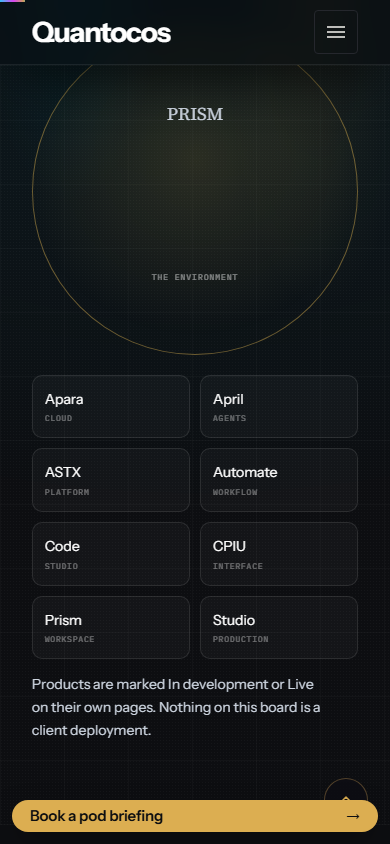 Quantocos
PRISM
THE ENVIRONMENT
Apara
CLOUD
April
AGENTS
ASTX
PLATFORM
Automate
WORKFLOW
Code
STUDIO
CPIU
INTERFACE
Prism
WORKSPACE
Studio
PRODUCTION
Products are marked In development or Live
on their own pages. Nothing on this board is a
client deployment.
Book a pod briefing →